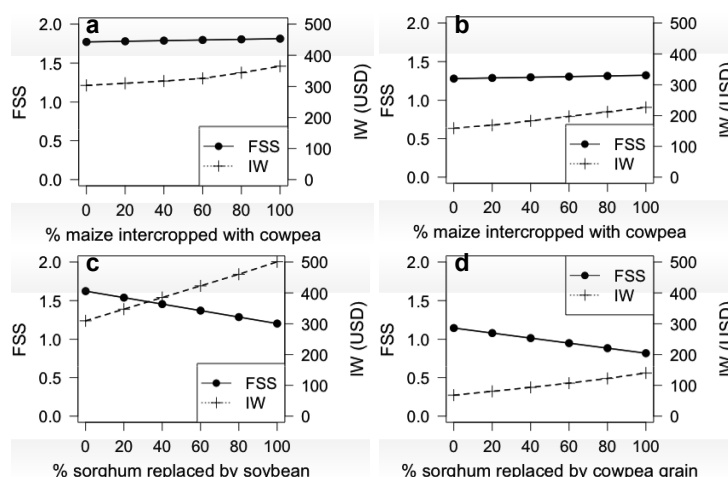 a
2.0
1.5
1.0
0.5
0.0
FSS
500
400
300
200
100
0
IW (USD)
FSS
IW
0 20 40 60 80 100
% maize intercropped with cowpea
b
2.0
1.5
1.0
0.5
0.0
FSS
500
400
300
200
100
0
IW (USD)
FSS
IW
0 20 40 60 80 100
% maize intercropped with cowpea
c
2.0
1.5
1.0
0.5
0.0
FSS
500
400
300
200
100
0
IW (USD)
FSS
IW
0 20 40 60 80 100
% sorghum replaced by soybean
d
2.0
1.5
1.0
0.5
0.0
FSS
500
400
300
200
100
0
IW (USD)
FSS
IW
0 20 40 60 80 100
% sorghum replaced by cowpea grain